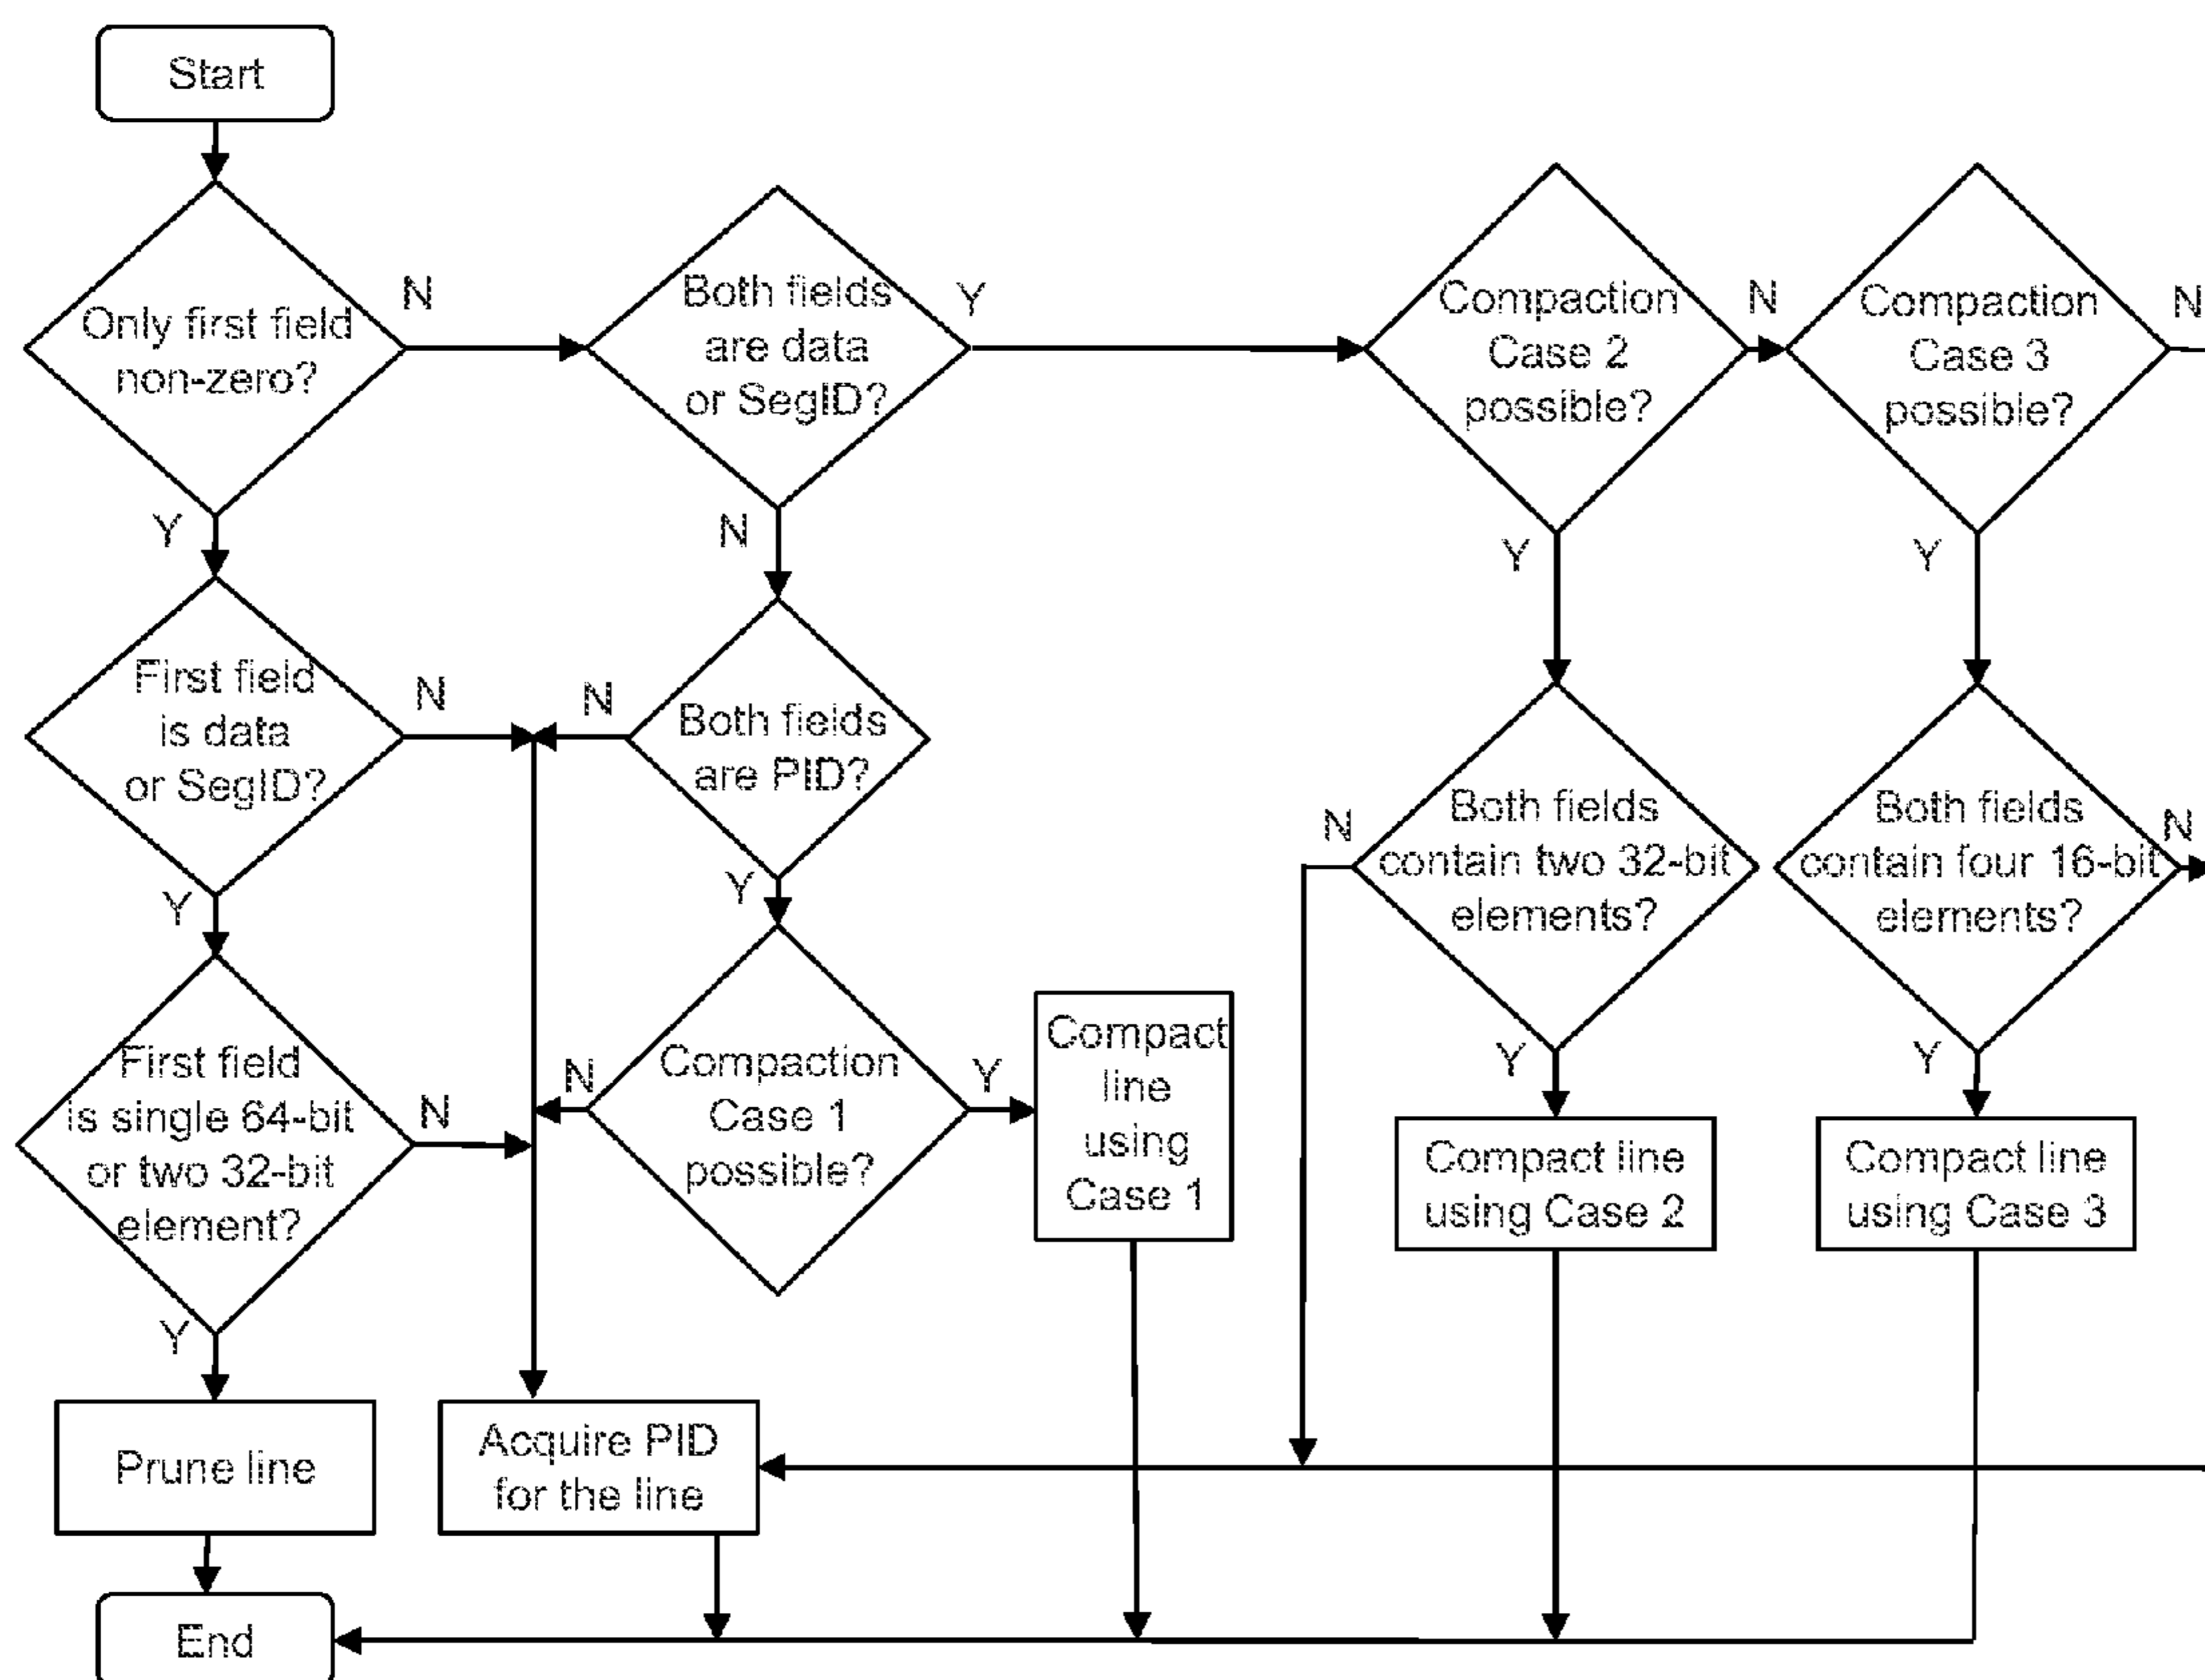 Start
Only first field
non-zero?
N
Y
Both fields
are data
or SegID?
Y
N
Compaction
Case 2
possible?
N
Y
Compaction
Case 3
possible?
N
Y
First field
is data
or SegID?
N
Y
Both fields
are PID?
N
Y
Both fields
contain two 32-bit
elements?
N
Y
Both fields
contain four 16-bit
elements?
N
Y
First field
is single 64-bit
or two 32-bit
element?
N
Y
Compaction
Case 1
possible?
N
Y
Compact
line
using
Case 1
Compact line
using Case 2
Compact line
using Case 3
Prune line
Acquire PID
for the line
End